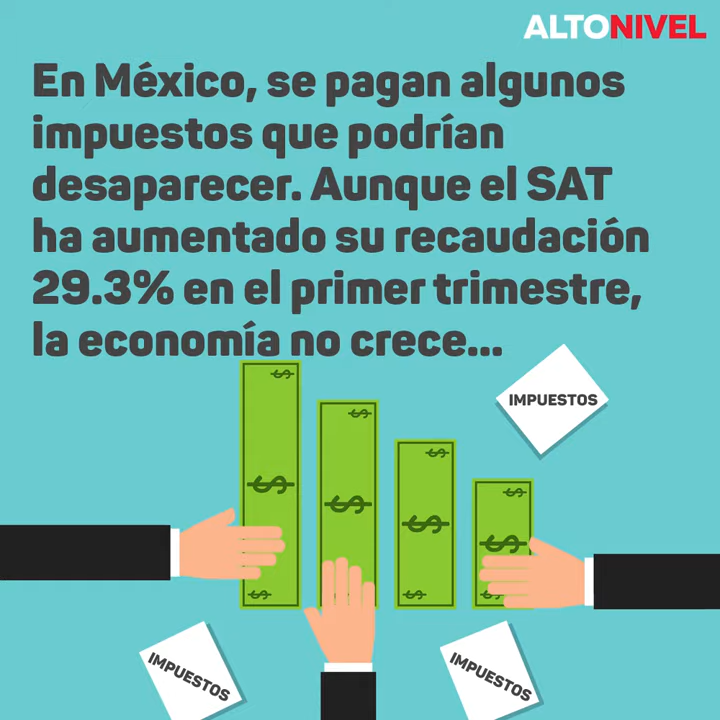 ALTONIVEL
En México, se pagan algunos
impuestos que podrían
desaparecer. Aunque el SAT
ha aumentado su recaudación
29.3% en el primer trimestre,
la economía no crece...
IMPUESTOS
$
$
$
$
$
$
$
$
$
$
$
IMPUESTOS
IMPUESTOS